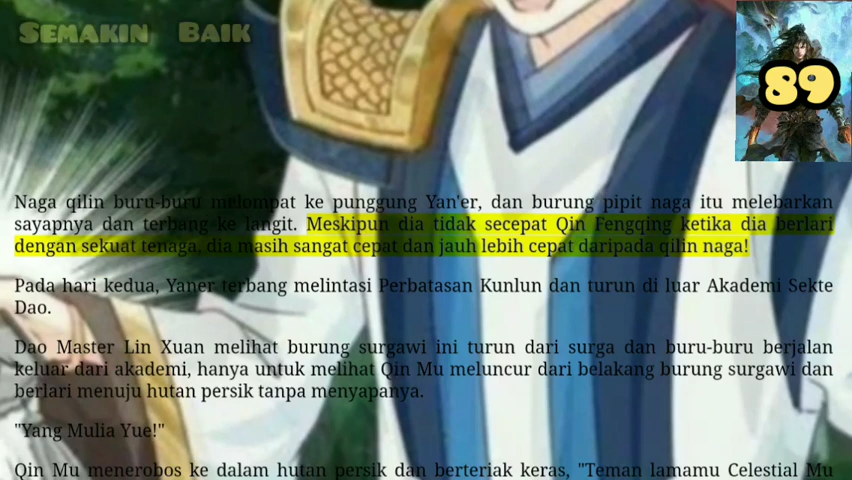 Semakin Baik
89
Naga qilin buru-buru melompat ke punggung Yan'er, dan burung pipit naga itu melebarkan
sayapnya dan terbang ke langit. Meskipun dia tidak secepat Qin Fengqing ketika dia berlari
dengan sekuat tenaga, dia masih sangat cepat dan jauh lebih cepat daripada qilin naga!
Pada hari kedua, Yaner terbang melintasi Perbatasan Kunlun dan turun di luar Akademi Sekte
Dao.
Dao Master Lin Xuan melihat burung surgawi ini turun dari surga dan buru-buru berjalan
keluar dari akademi, hanya untuk melihat Qin Mu meluncur dari belakang burung surgawi dan
berlari menuju hutan persik tanpa menyapanya.
"Yang Mulia Yue!"
Qin Mu menerobos ke dalam hutan persik dan berteriak keras, "Teman lamamu Celestial Mu